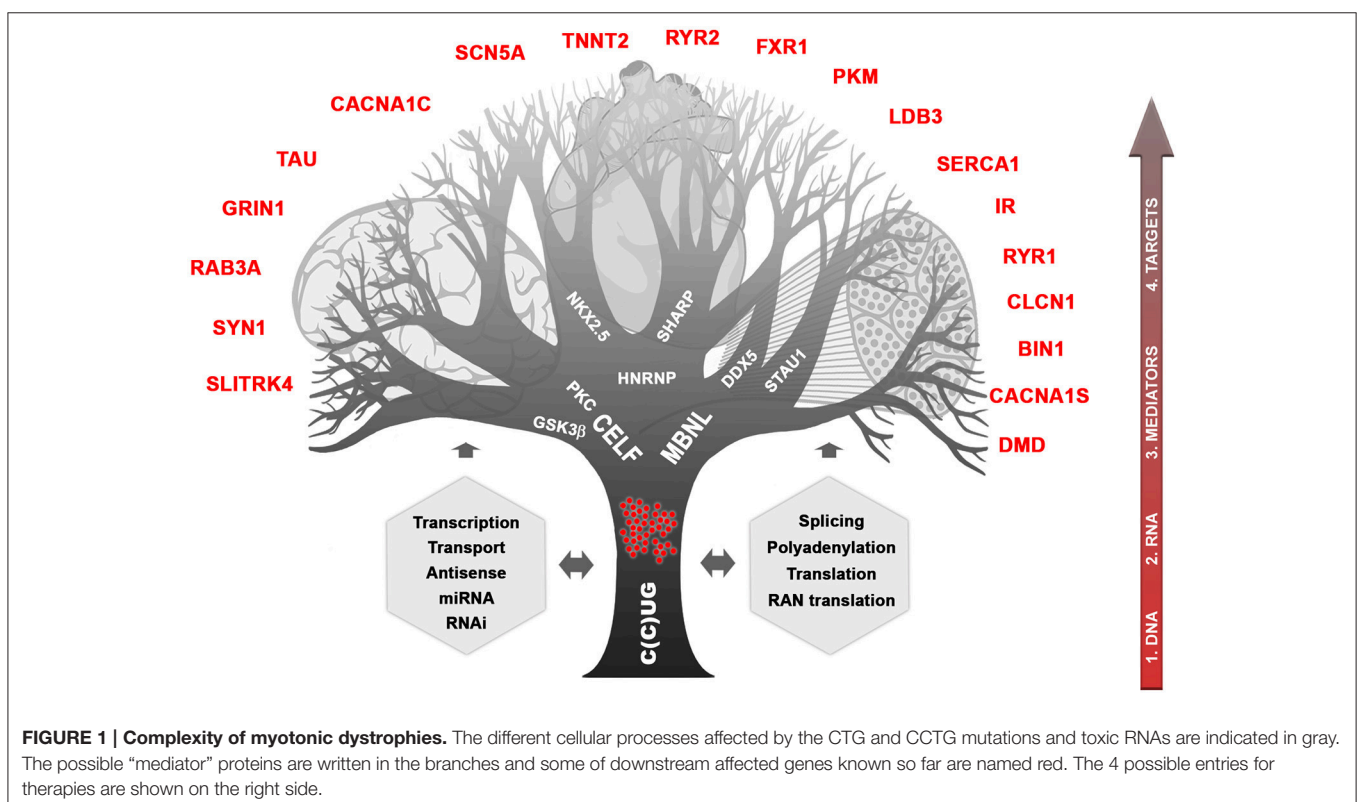 SCN5A
TNNT2
RYR2
FXR1
PKM
LDB3
SERCA1
IR
RYR1
CLCN1
BIN1
CACNA1S
DMD
CACNA1C
TAU
GRIN1
RAB3A
SYN1
SLITRK4
NKX2.5
SHARP
HNRNP
DDX5
STAU1
PKC
GSK3β
CELF
MBNL
C(C)UG
Transcription
Transport
Antisense
miRNA
RNAi
Splicing
Polyadenylation
Translation
RAN translation
1. DNA 2. RNA 3. MEDIATORS 4. TARGETS
FIGURE 1 | Complexity of myotonic dystrophies. The different cellular processes affected by the CTG and CCTG mutations and toxic RNAs are indicated in gray.
The possible “mediator” proteins are written in the branches and some of downstream affected genes known so far are named red. The 4 possible entries for
therapies are shown on the right side.